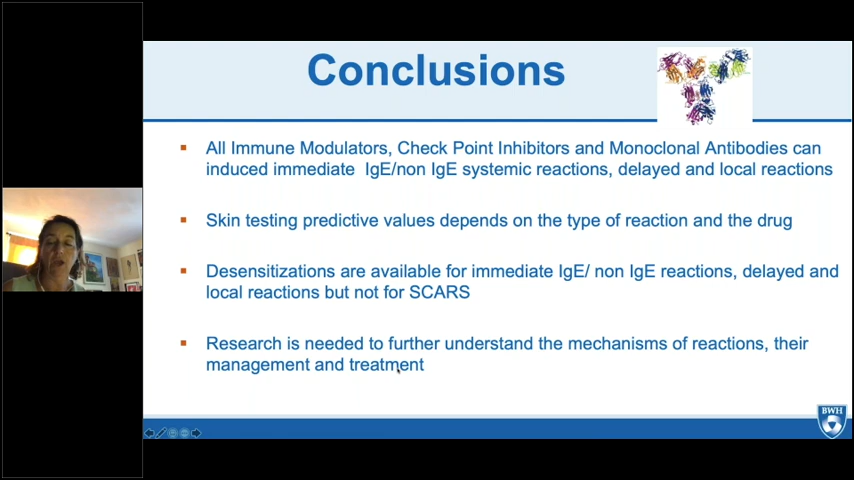 Conclusions
▪ All Immune Modulators, Check Point Inhibitors and Monoclonal Antibodies can
induced immediate IgE/non IgE systemic reactions, delayed and local reactions
▪ Skin testing predictive values depends on the type of reaction and the drug
▪ Desensitizations are available for immediate IgE/ non IgE reactions, delayed and
local reactions but not for SCARS
▪ Research is needed to further understand the mechanisms of reactions, their
management and treatment
BWH